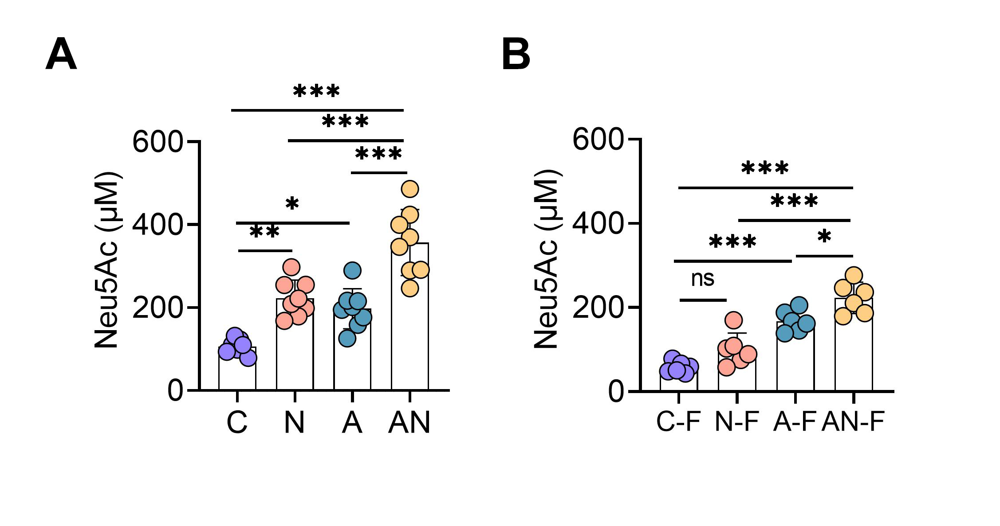 A
***
***
***
*
**
600
400
200
0
Neu5Ac (μM)
C N A AN
B
***
***
***
*
ns
600
400
200
0
Neu5Ac (μM)
C-F N-F A-F AN-F